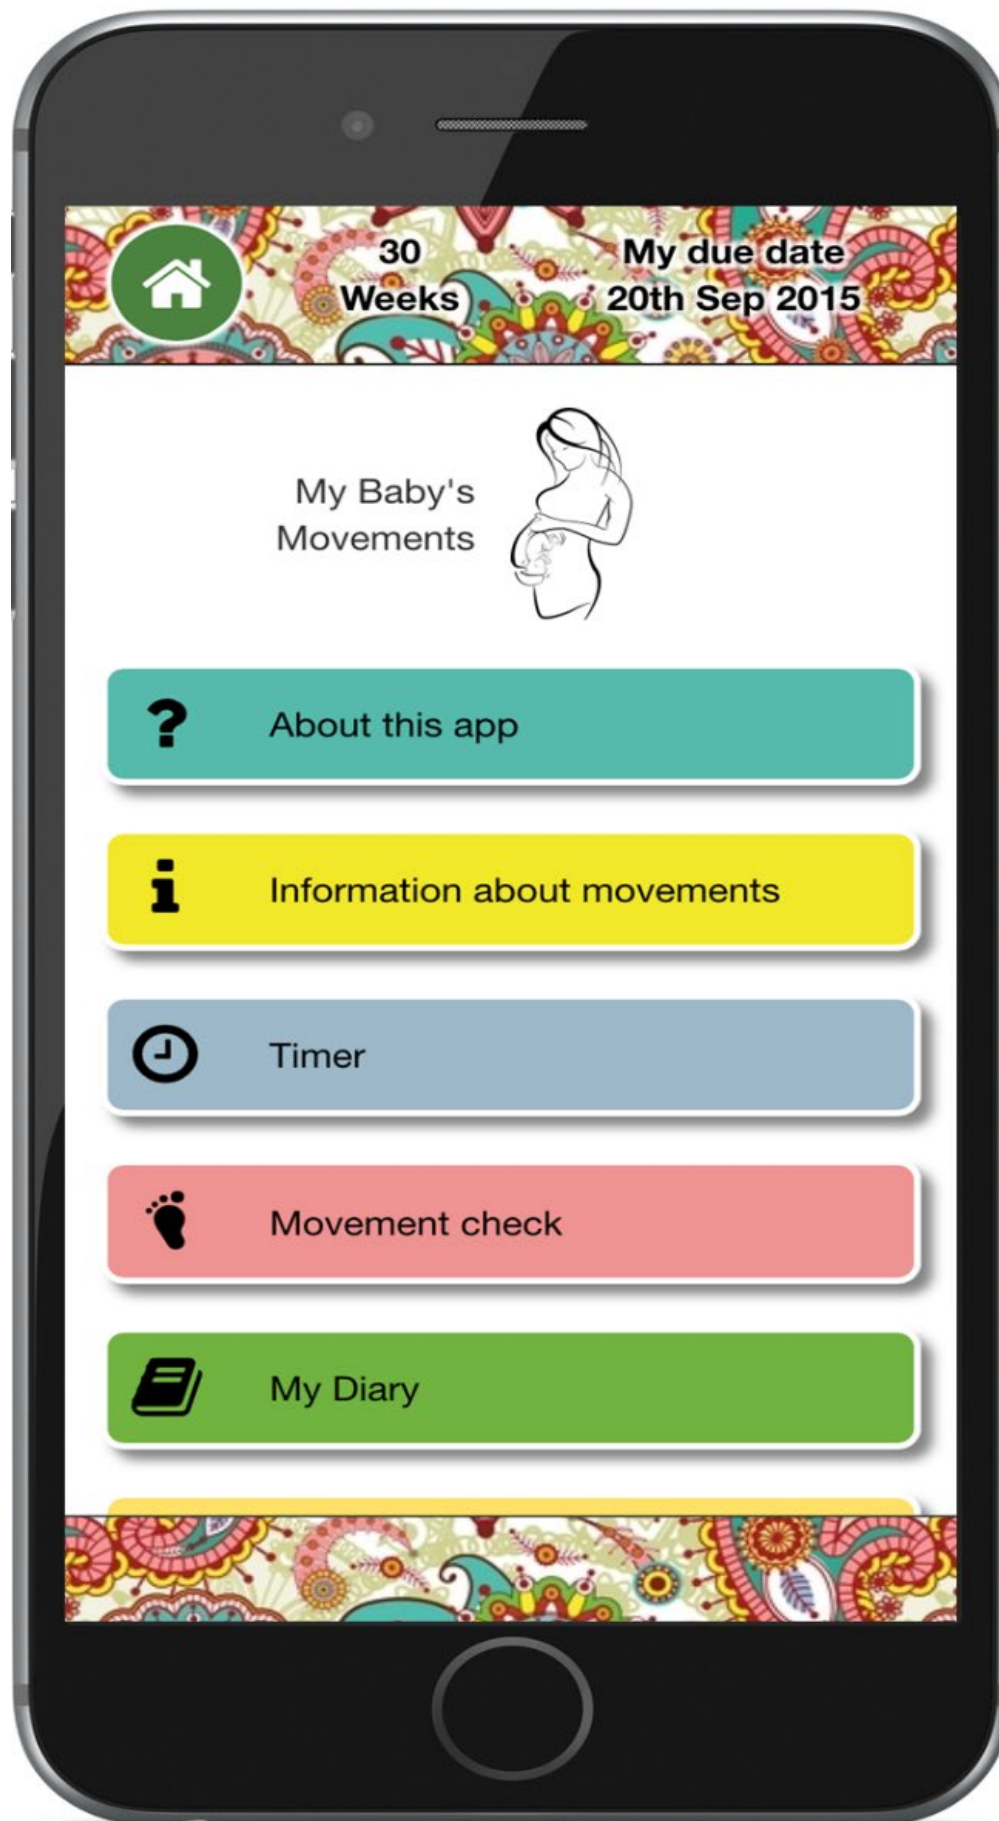 30
Weeks
My due date
20th Sep 2015
My Baby's
Movements
About this app
Information about movements
Timer
Movement check
My Diary